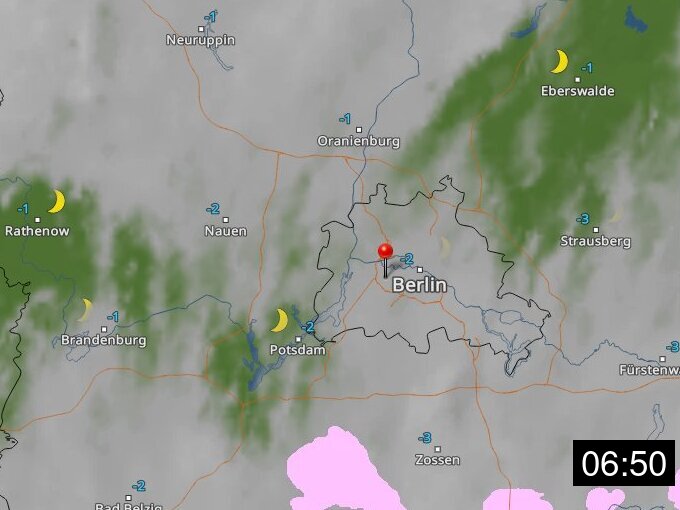 -1
Neuruppin
-1
Eberswalde
-1
Oranienburg
-1
Rathenow
-2
Nauen
-3
Strausberg
-2
Berlin
-1
Brandenburg
-2
Potsdam
-3
Fürstenwa
-3
Zossen
06:50
-2
Bad Belzig